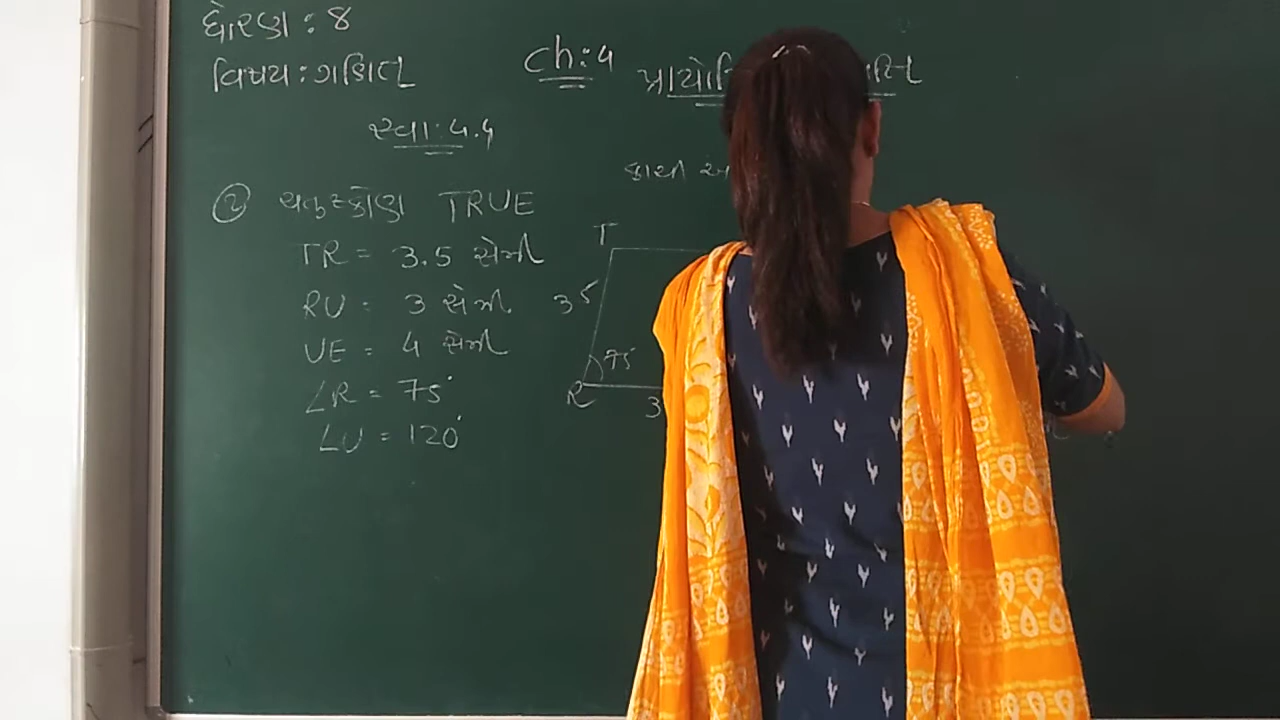 ધોરણ : ૪
વિષય : ગણિત
Ch: 4
સ્વા : 4.4
② ચતુષ્કોણ TRUE
TR = 3.5 સેમી
RU = 3 સેમી
UE = 4 સેમી
∠R = 75°
∠U = 120°
કાચી
T
3.5
75°
R
3